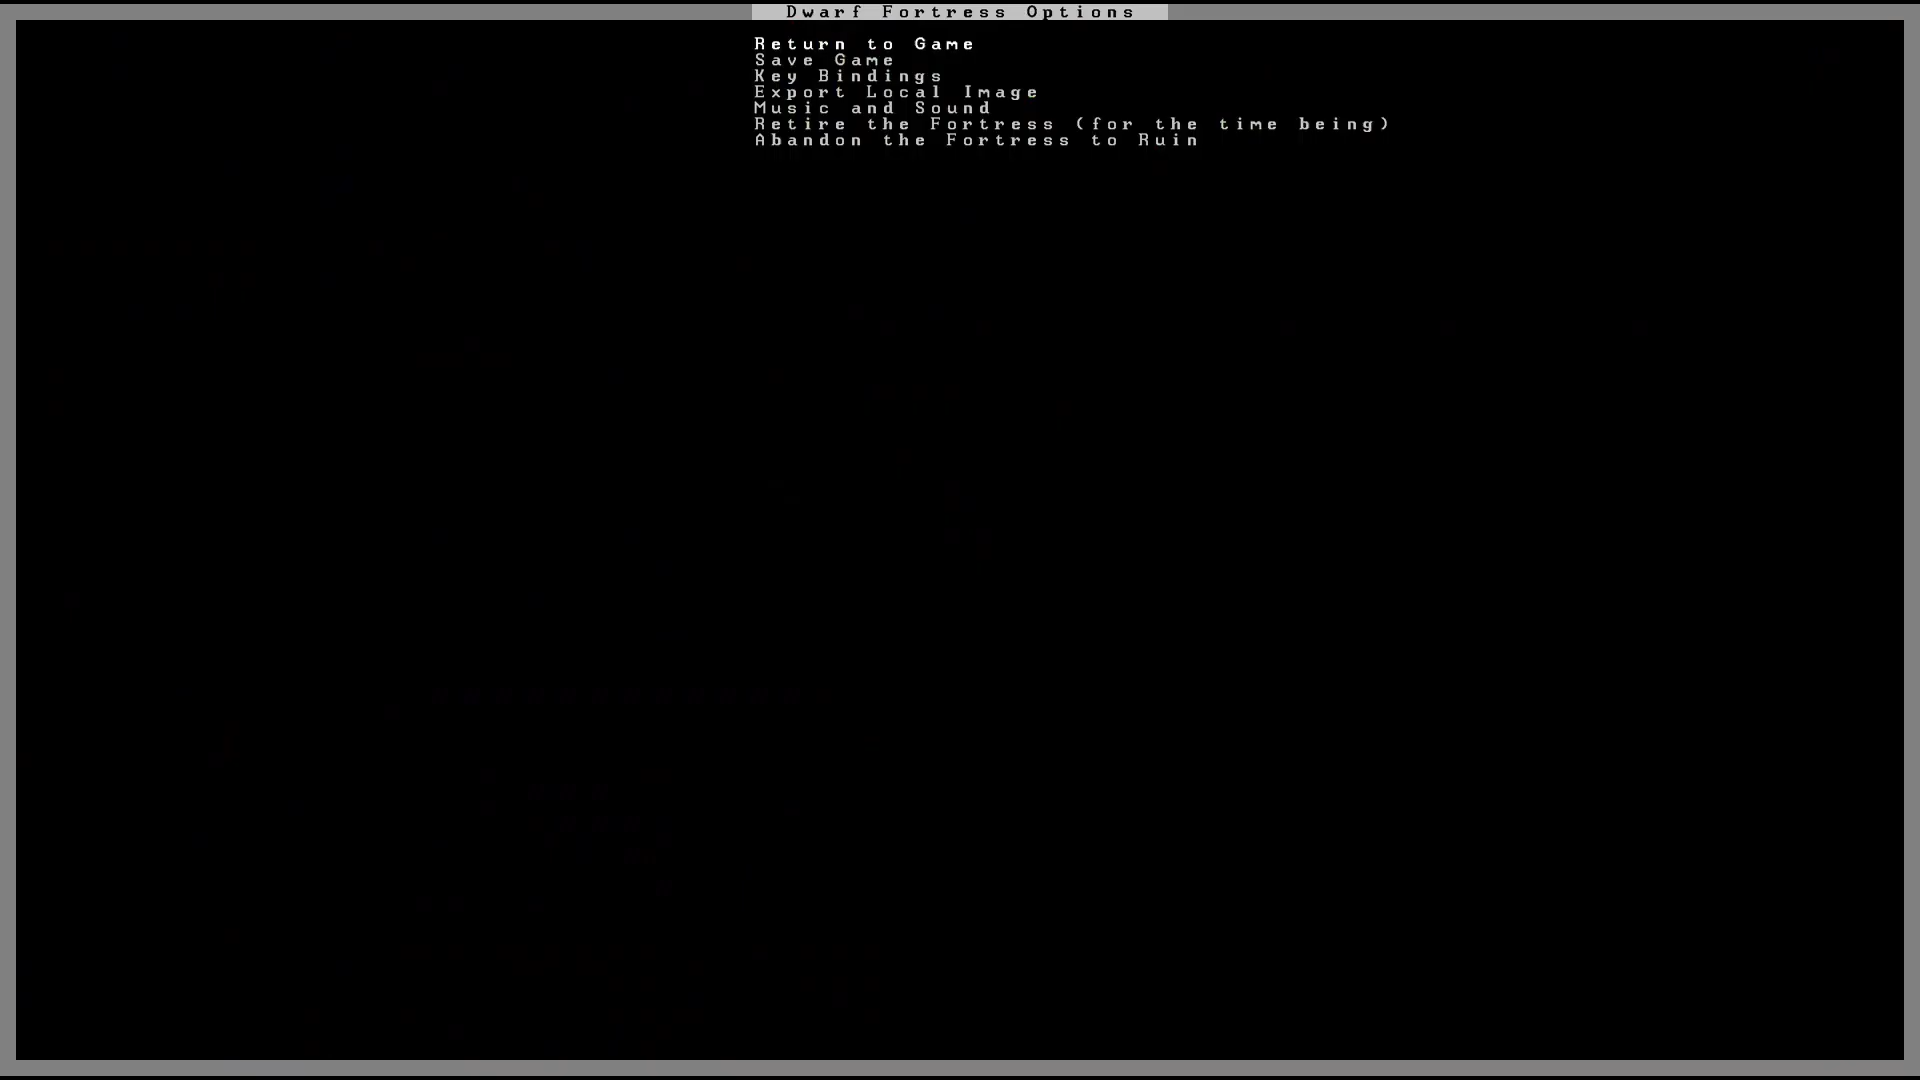 Dwarf Fortress Options
Return to Game
Save Game
Key Bindings
Export Local Image
Music and Sound
Retire the Fortress (for the time being)
Abandon the Fortress to Ruin